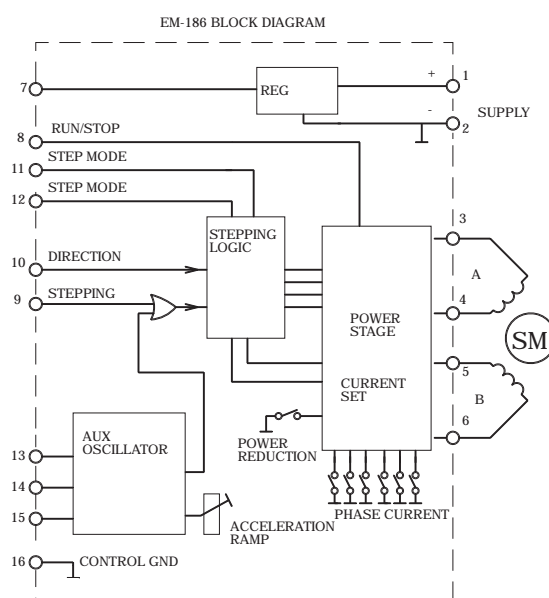 EM-186 BLOCK DIAGRAM
7
REG
+
1
-
2
SUPPLY
8
RUN/STOP
11
STEP MODE
12
STEP MODE
10
DIRECTION
9
STEPPING
STEPPING
LOGIC
3
A
4
POWER
STAGE
SM
5
CURRENT
SET
B
6
POWER
REDUCTION
AUX
OSCILLATOR
13
14
15
PHASE CURRENT
ACCELERATION
RAMP
16
CONTROL GND